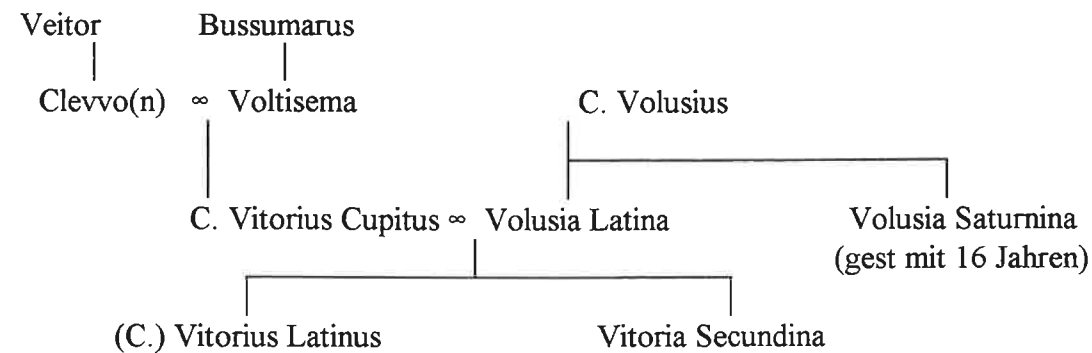 Veitor Bussumarus
Clevvo(n) ∞ Voltisema C. Volusius
C. Vitorius Cupitus ∞ Volusia Latina Volusia Saturnina
(gest mit 16 Jahren)
(C.) Vitorius Latinus Vitoria Secundina